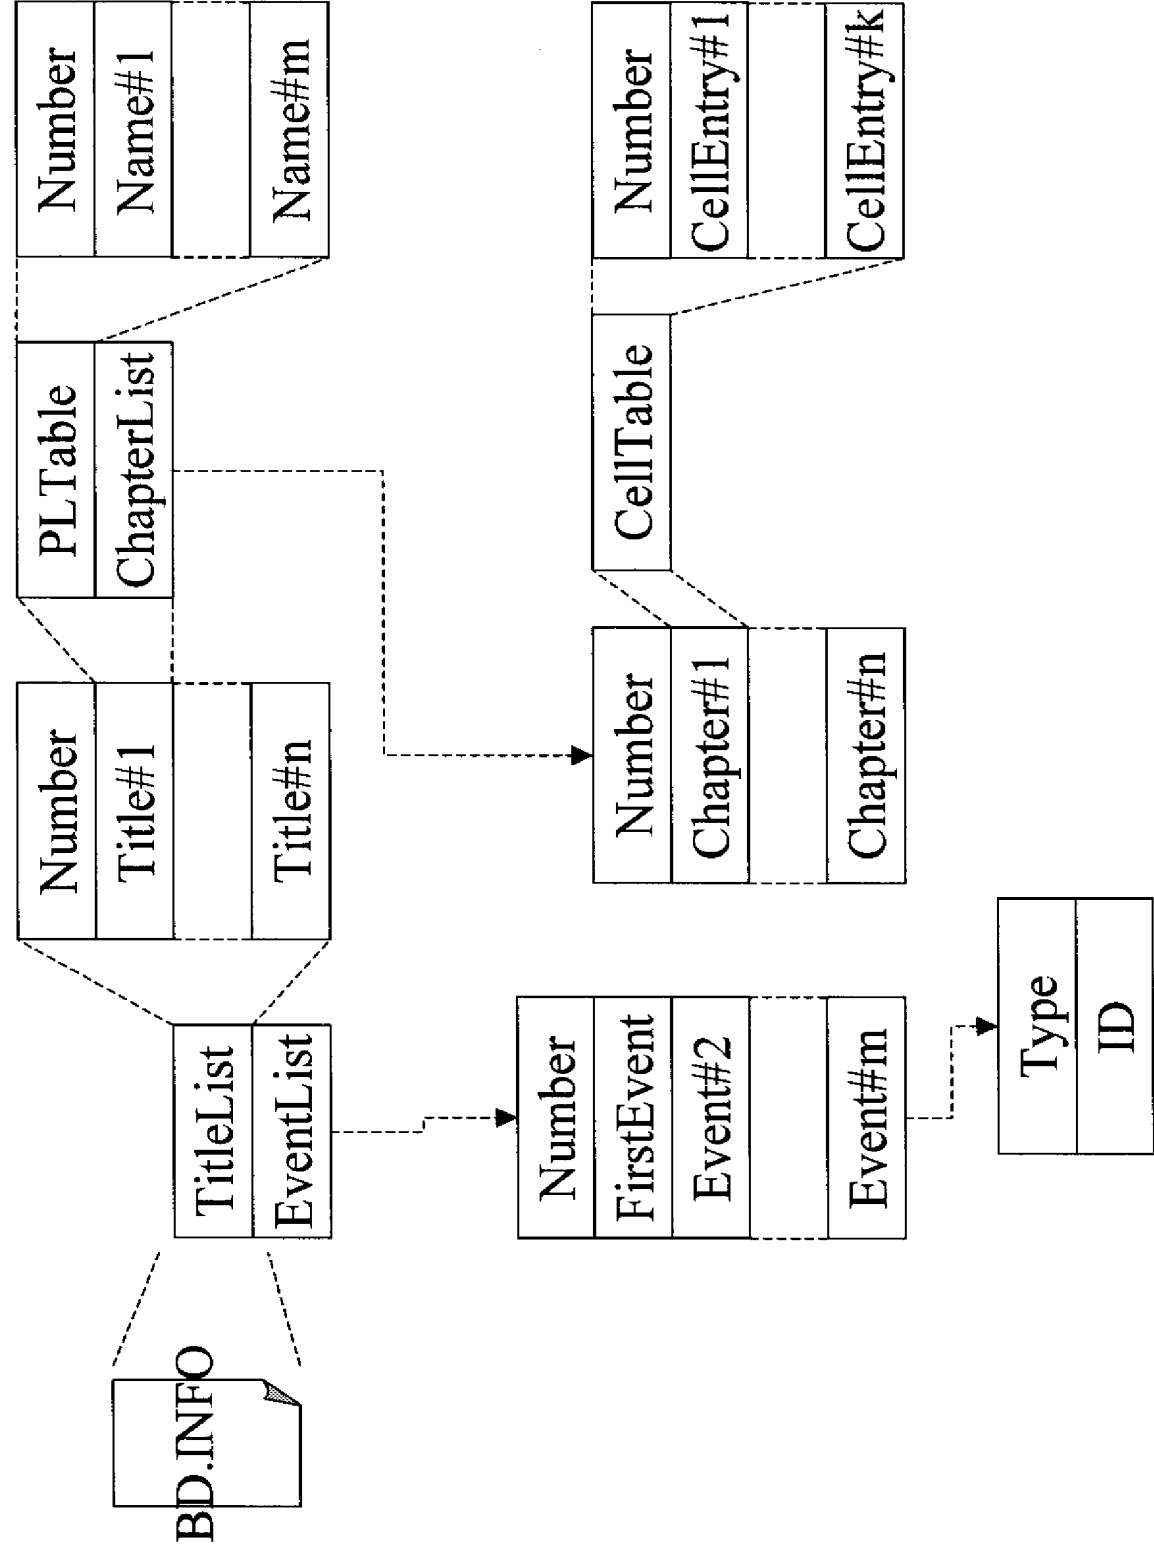 BD.INFO
TitleList
EventList
Number
Title#1
Title#n
PLTable
ChapterList
Number
Name#1
Name#m
Number
FirstEvent
Event#2
Event#m
Type
ID
Number
Chapter#1
Chapter#n
CellTable
Number
CellEntry#1
CellEntry#k